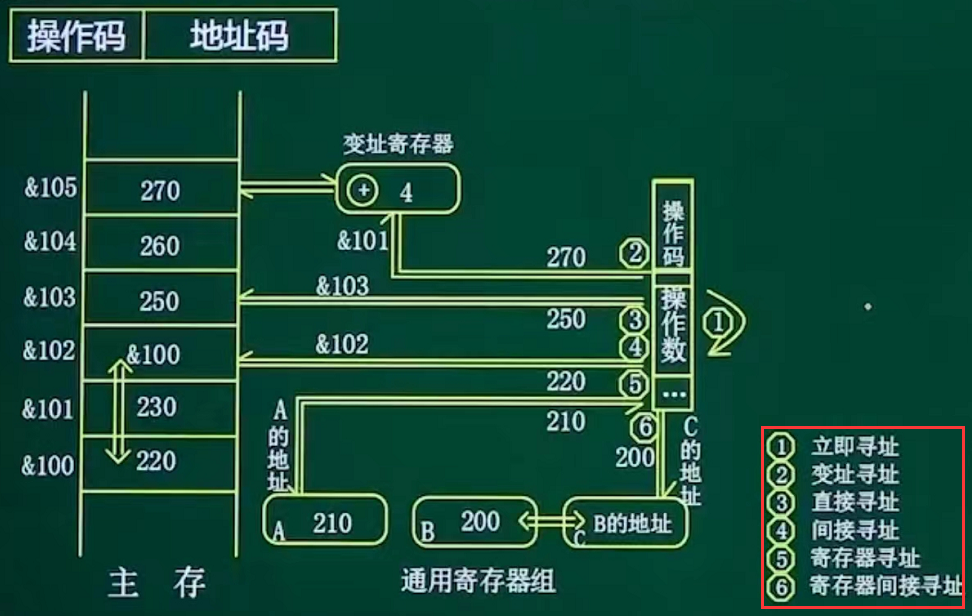 操作码 地址码
变址寄存器
&105 270
+ 4
&104 260
&101
270 ②
操作码
&103 250
&103
250 ③
操作数
①
&102 &100
&102
④
220 ⑤
...
&101 230
A的地址
210
⑥
C的地址
200
&100 220
A 210
B 200
C B的地址
主 存
通用寄存器组
① 立即寻址
② 变址寻址
③ 直接寻址
④ 间接寻址
⑤ 寄存器寻址
⑥ 寄存器间接寻址